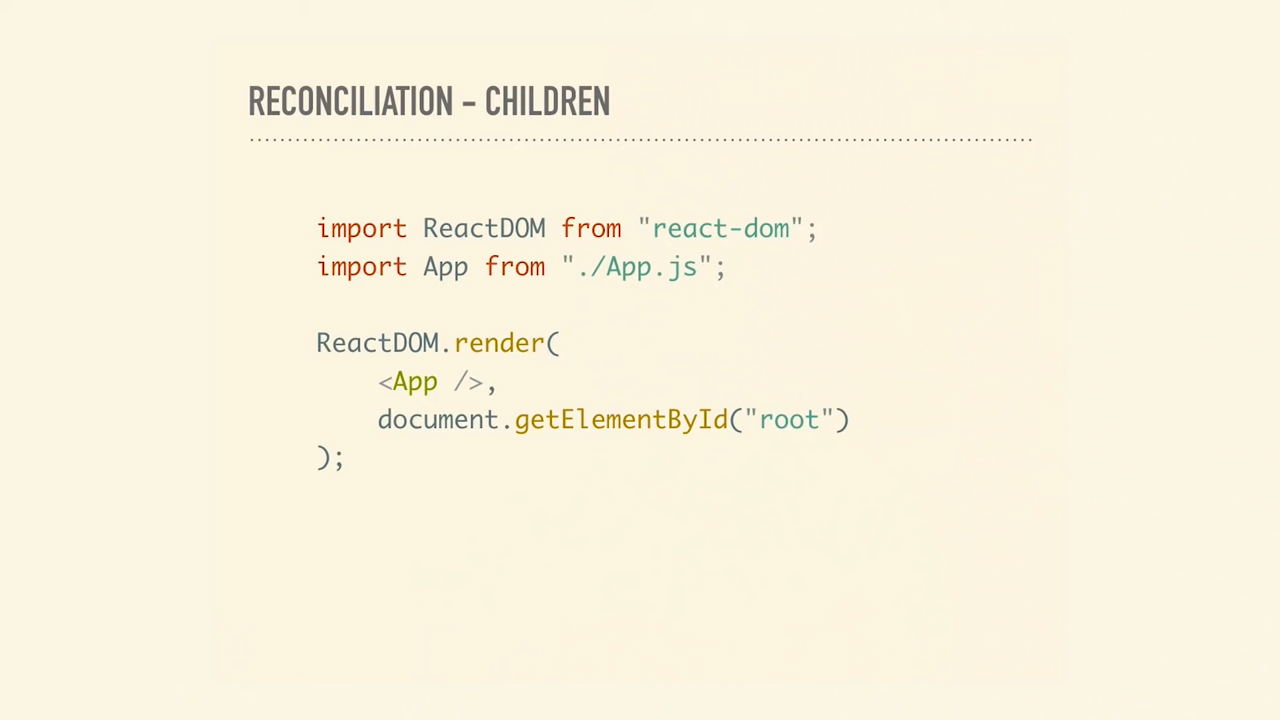 RECONCILIATION - CHILDREN
import ReactDOM from "react-dom";
import App from "./App.js";
ReactDOM.render(
    <App />,
    document.getElementById("root")
);